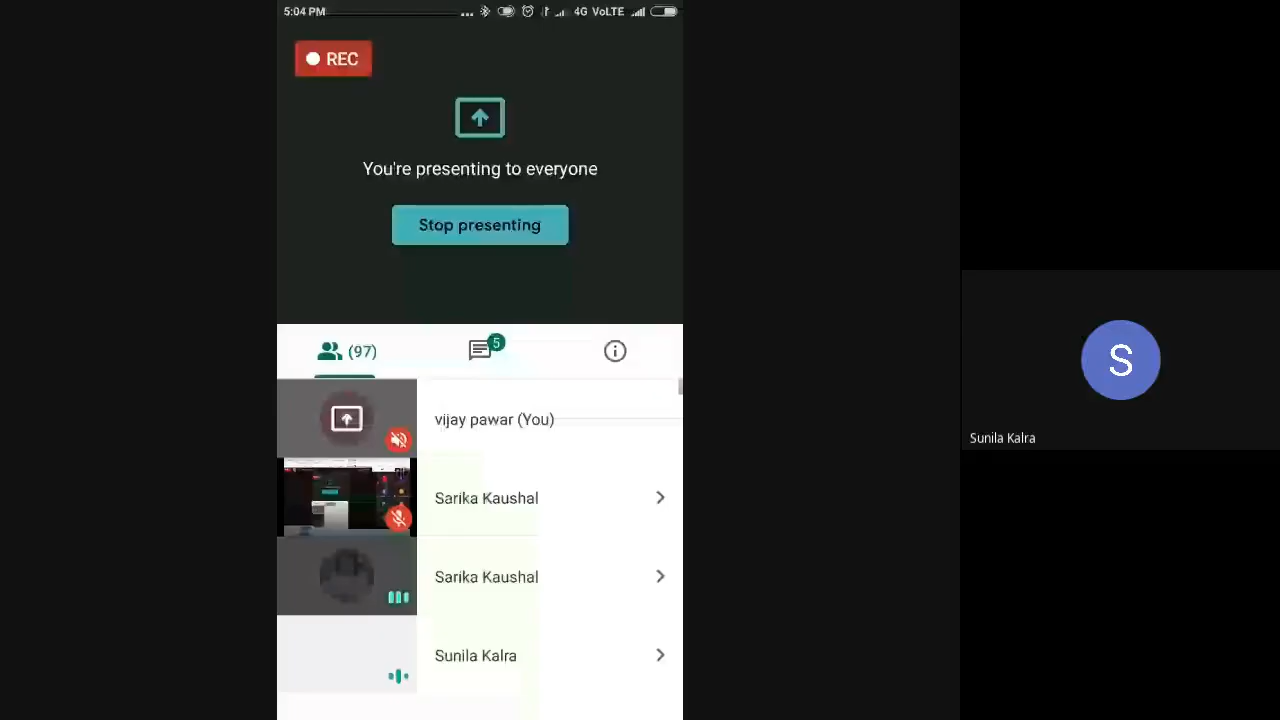 5:04 PM
4G VoLTE
REC
You're presenting to everyone
Stop presenting
(97)
5
vijay pawar (You)
Sarika Kaushal
Sarika Kaushal
Sunila Kalra
S
Sunila Kalra